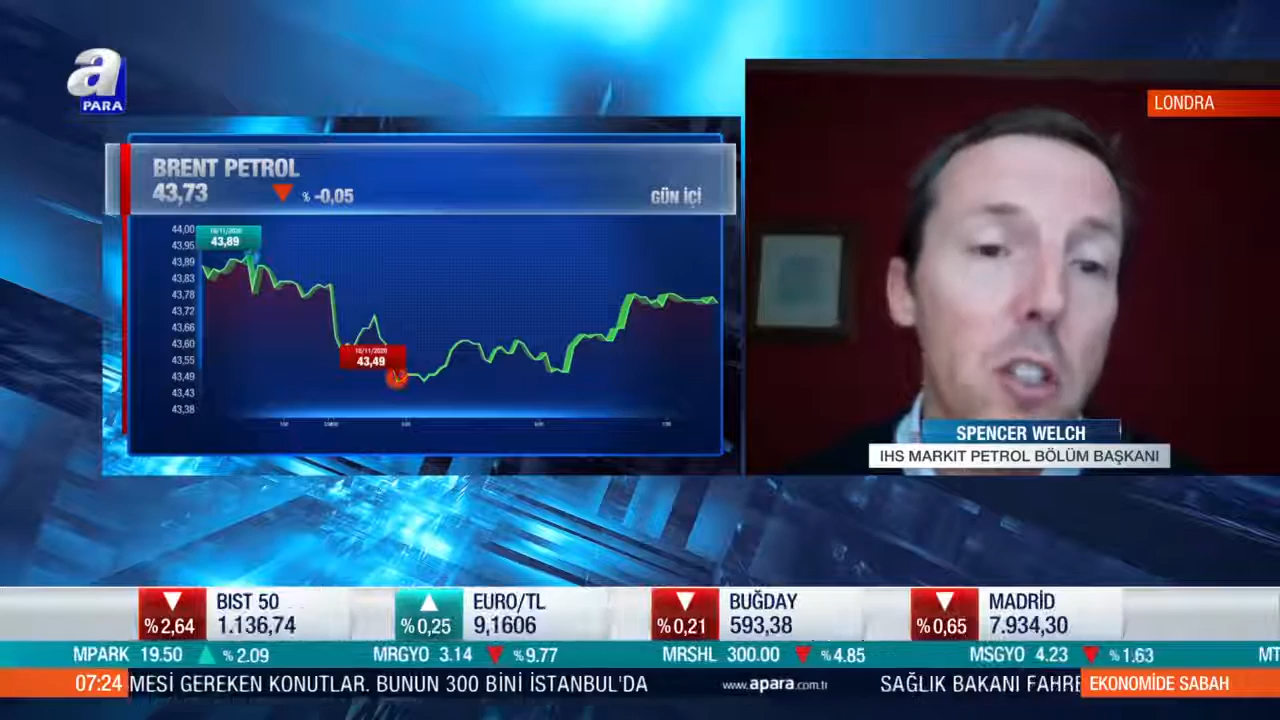 a
PARA
LONDRA
BRENT PETROL
43,73 % -0,05 GÜN İÇİ
44,00
43,95
43,89
43,83
43,78
43,72
43,66
43,60
43,55
43,49
43,43
43,38
43,89
43,49
SPENCER WELCH
IHS MARKIT PETROL BÖLÜM BAŞKANI
BIST 50 EURO/TL BUĞDAY MADRİD
%2,64 1.136,74 %0,25 9,1606 %0,21 593,38 %0,65 7.934,30
MPARK 19.50 %2.09 MRGYO 3.14 %9.77 MRSHL 300.00 %4.85 MSGYO 4.23 %1.63 MT
07:24 MESİ GEREKEN KONUTLAR. BUNUN 300 BİNİ İSTANBUL'DA www.apara.com.tr SAĞLIK BAKANI FAHRE EKONOMİDE SABAH